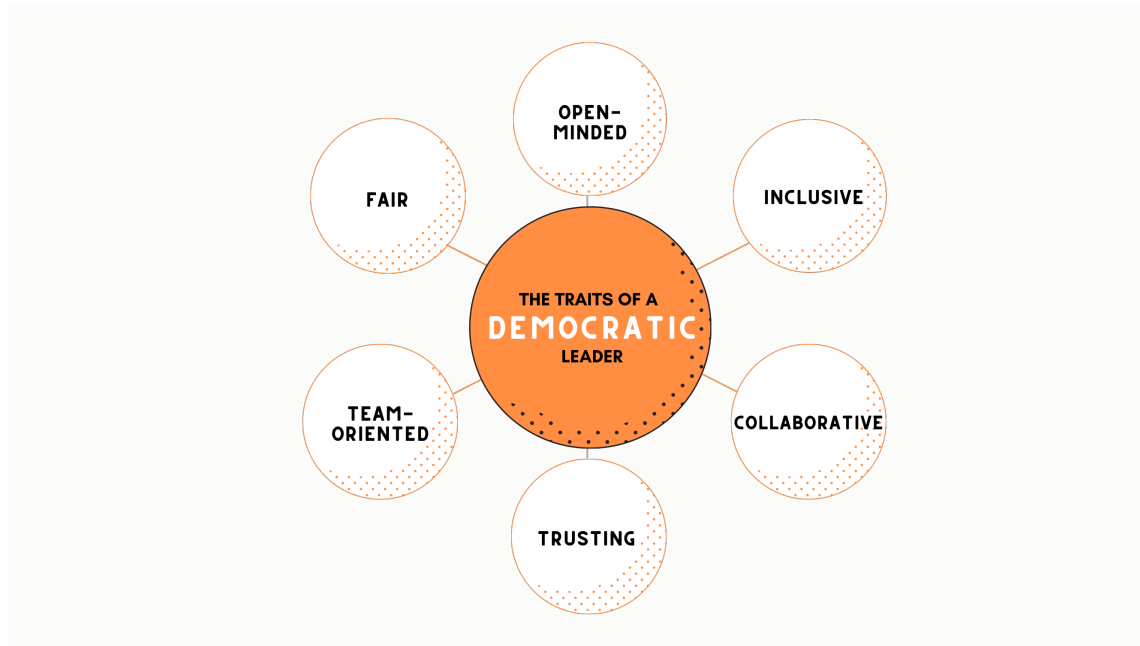 OPEN-
MINDED
FAIR
INCLUSIVE
THE TRAITS OF A
DEMOCRATIC
LEADER
TEAM-
ORIENTED
COLLABORATIVE
TRUSTING